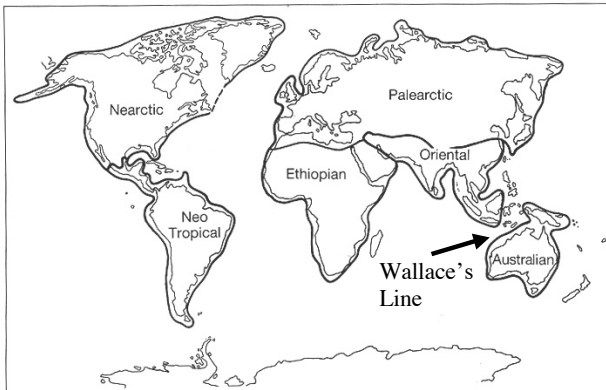 Nearctic
Palearctic
Oriental
Ethiopian
Neo
Tropical
Australian
Wallace's
Line